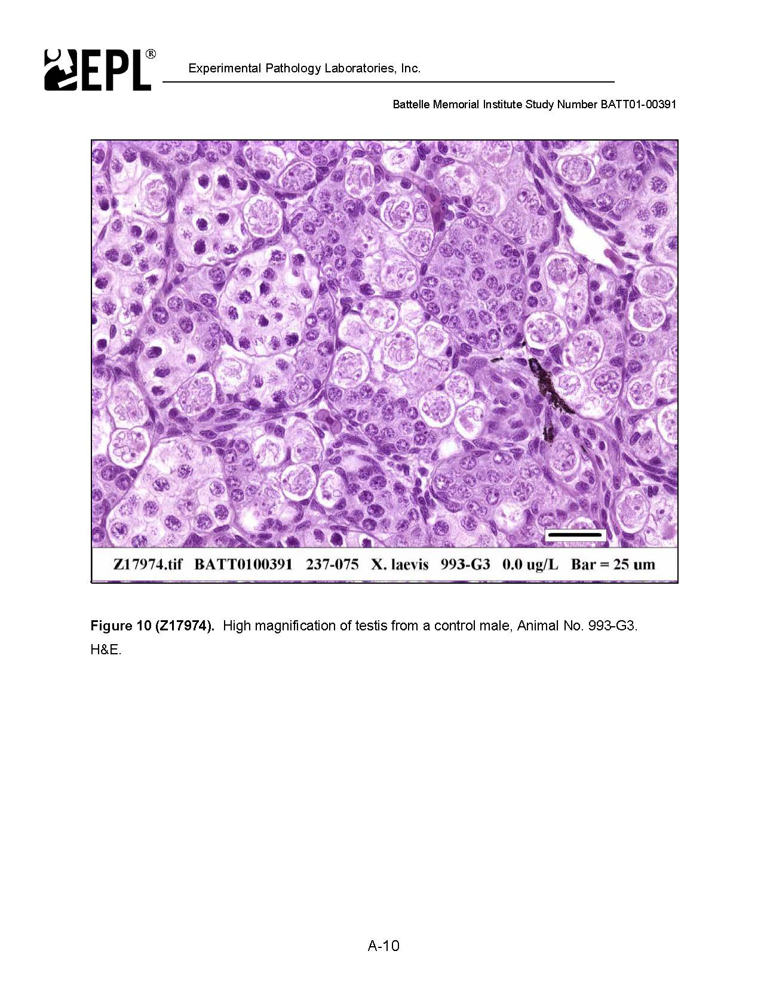 EPL®
Experimental Pathology Laboratories, Inc.
Battelle Memorial Institute Study Number BATT01-00391
Z17974.tif BATT0100391 237-075 X. laevis 993-G3 0.0 ug/L Bar = 25 um
Figure 10 (Z17974). High magnification of testis from a control male, Animal No. 993-G3.
H&E.
A-10